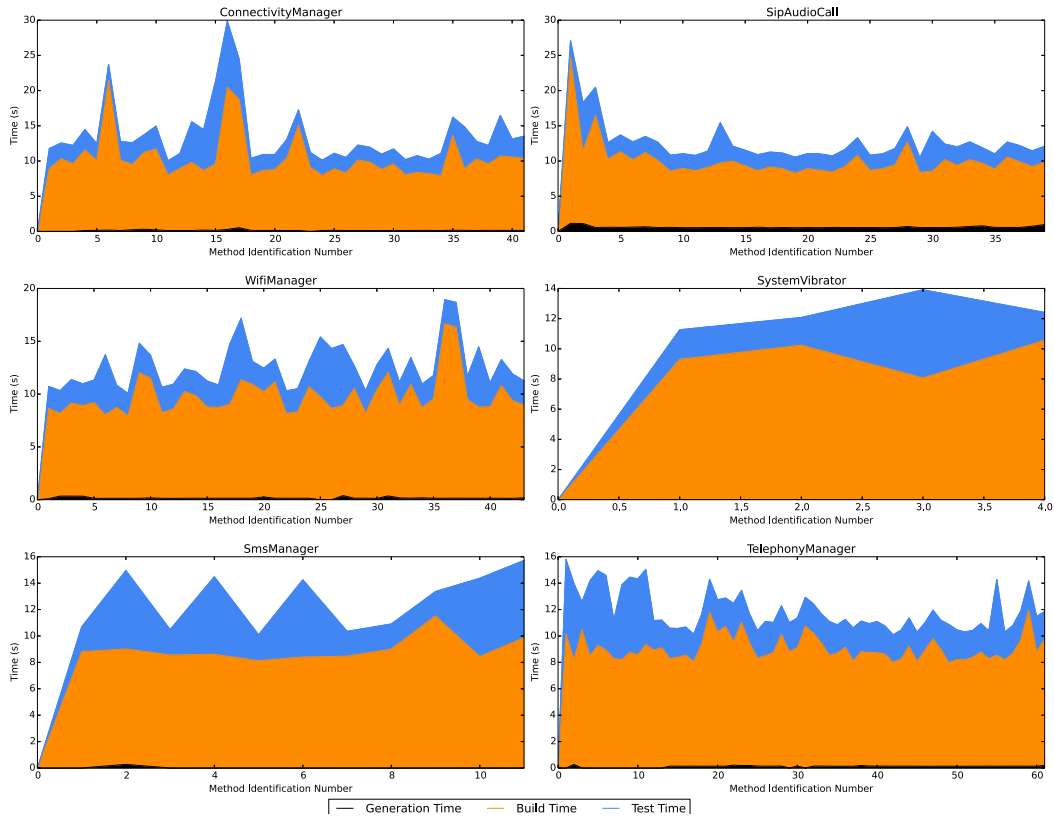 ConnectivityManager
30
25
20
15
10
5
0
Time (s)
0 5 10 15 20 25 30 35 40
Method Identification Number
SipAudioCall
30
25
20
15
10
5
0
Time (s)
0 5 10 15 20 25 30 35
Method Identification Number
WifiManager
20
15
10
5
0
Time (s)
0 5 10 15 20 25 30 35 40
Method Identification Number
SystemVibrator
14
12
10
8
6
4
2
0
Time (s)
0.0 0.5 1.0 1.5 2.0 2.5 3.0 3.5 4.0
Method Identification Number
SmsManager
16
14
12
10
8
6
4
2
0
Time (s)
0 2 4 6 8 10
Method Identification Number
TelephonyManager
16
14
12
10
8
6
4
2
0
Time (s)
0 10 20 30 40 50 60
Method Identification Number
Generation Time Build Time Test Time